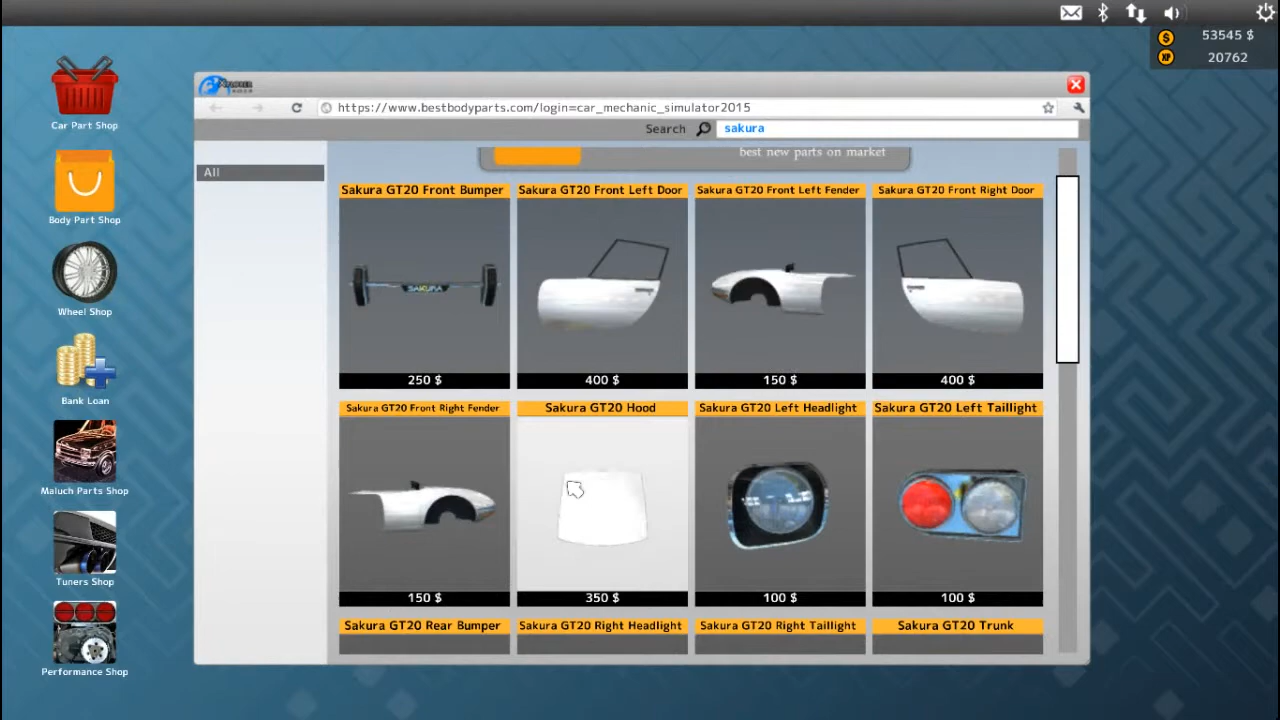 53545 $
20762
Car Part Shop
Body Part Shop
Wheel Shop
Bank Loan
Maluch Parts Shop
Tuners Shop
Performance Shop
https://www.bestbodyparts.com/login=car_mechanic_simulator2015
Search sakura
All
best new parts on market
Sakura GT20 Front Bumper
Sakura GT20 Front Left Door
Sakura GT20 Front Left Fender
Sakura GT20 Front Right Door
SAKURA
250 $
400 $
150 $
400 $
Sakura GT20 Front Right Fender
Sakura GT20 Hood
Sakura GT20 Left Headlight
Sakura GT20 Left Taillight
150 $
350 $
100 $
100 $
Sakura GT20 Rear Bumper
Sakura GT20 Right Headlight
Sakura GT20 Right Taillight
Sakura GT20 Trunk